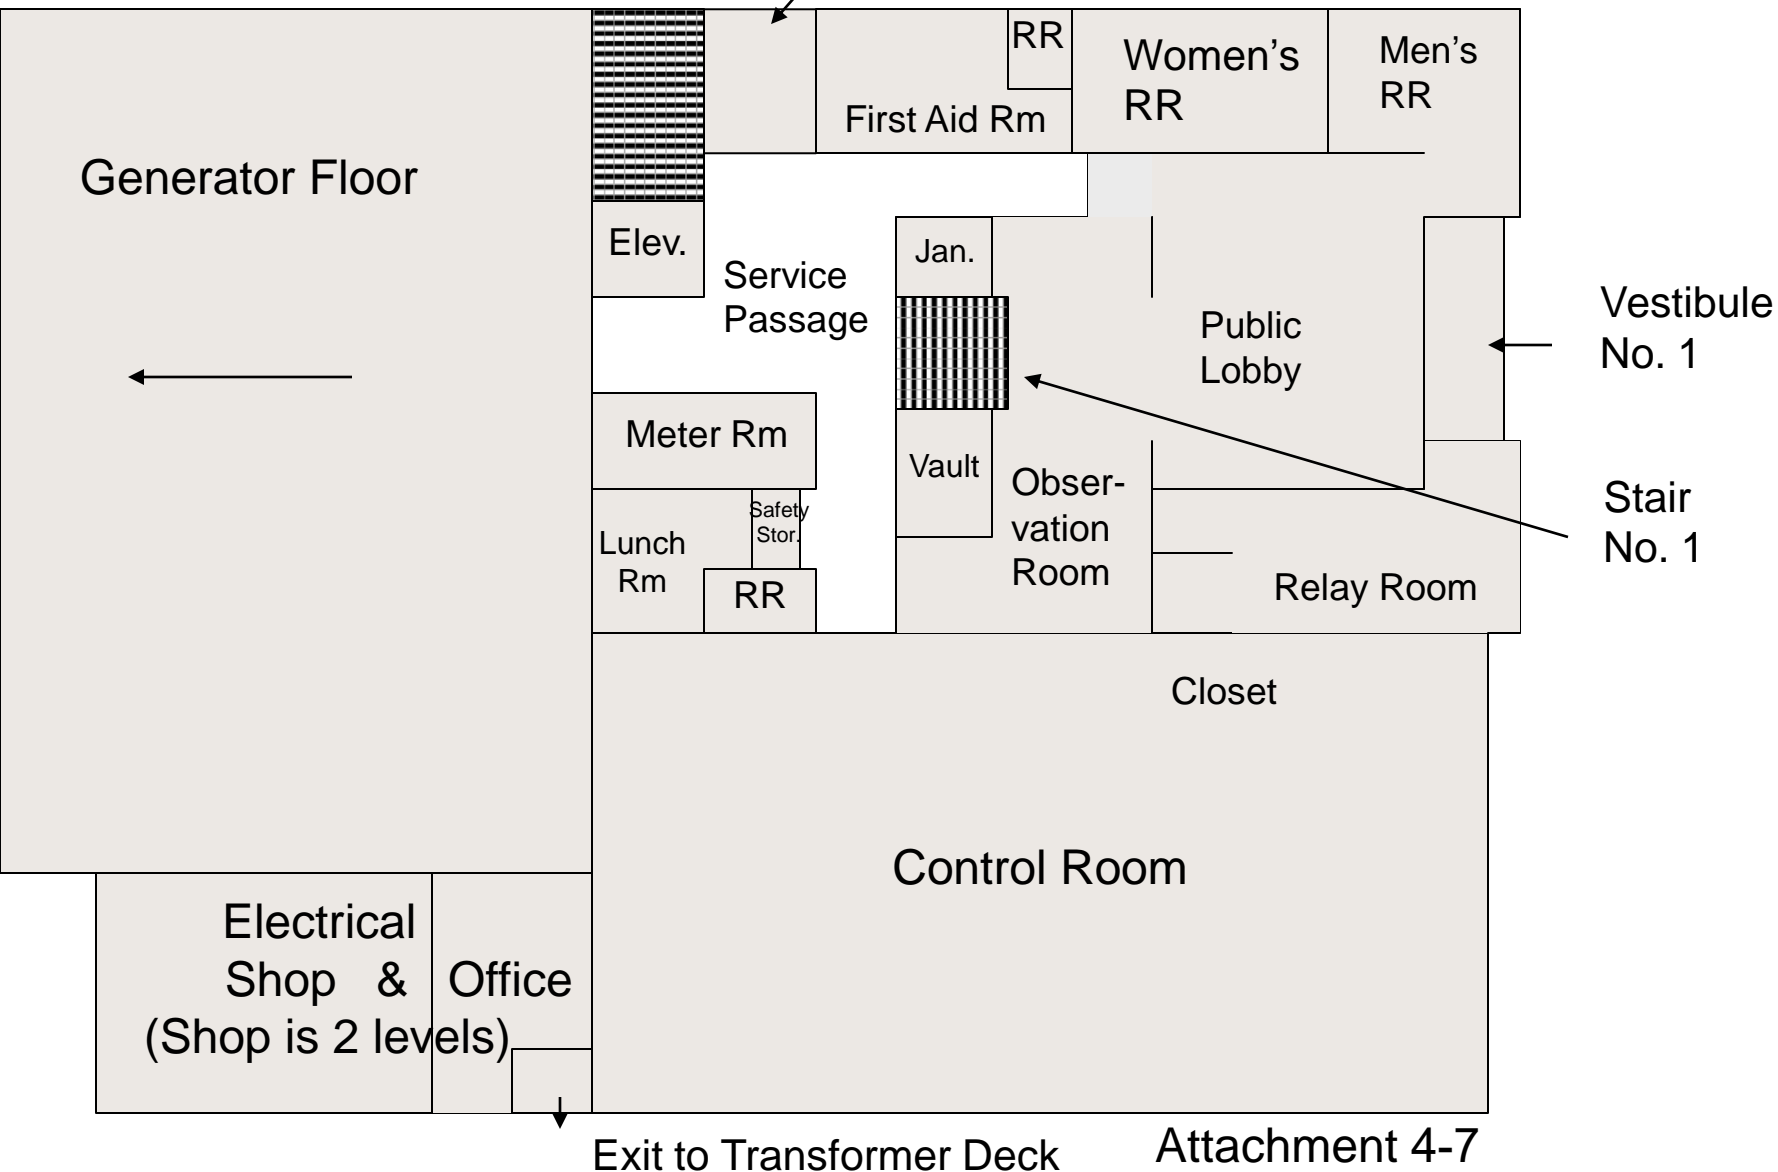 RR
Women’s
RR
Men’s
RR
First Aid Rm
Generator Floor
Elev.
Jan.
Service
Passage
Vestibule
No. 1
Public
Lobby
Meter Rm
Vault
Obser-
vation
Room
Safety
Stor.
Lunch
Rm
RR
Stair
No. 1
Relay Room
Closet
Control Room
Electrical
Shop & Office
(Shop is 2 levels)
Exit to Transformer Deck
Attachment 4-7